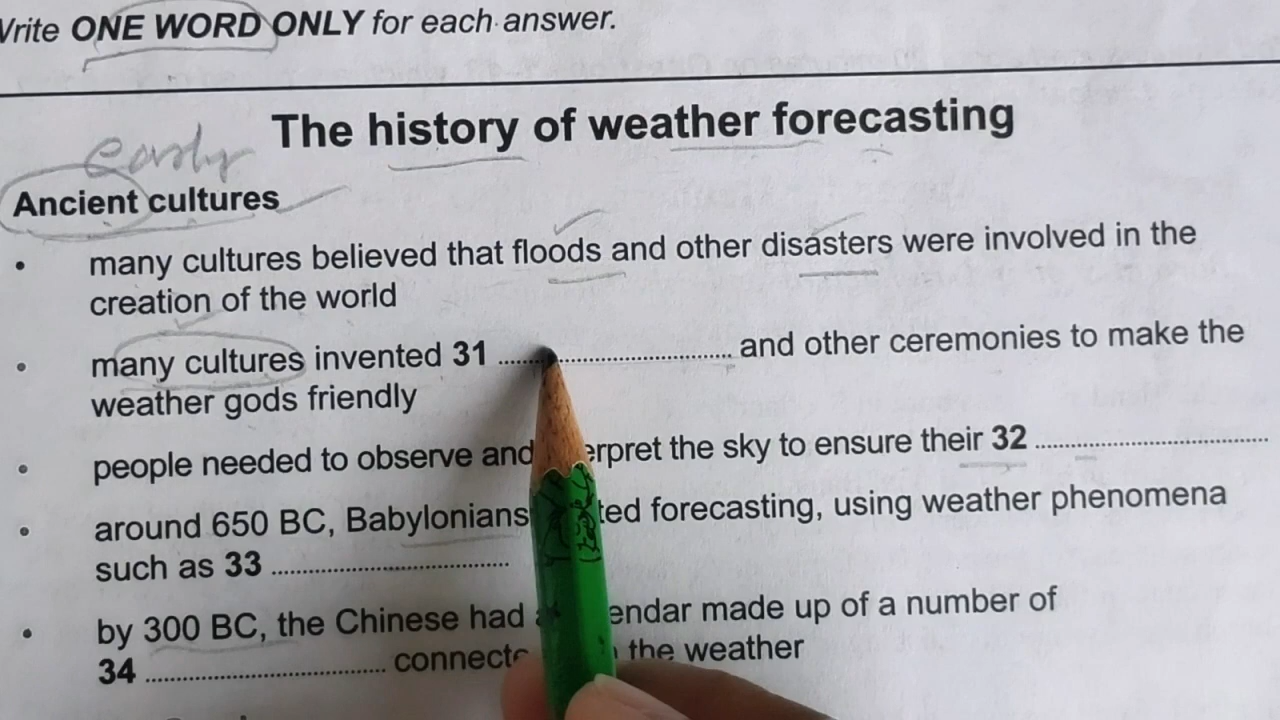 Write ONE WORD ONLY for each answer.
The history of weather forecasting
early
Ancient cultures
• many cultures believed that floods and other disasters were involved in the
creation of the world
• many cultures invented 31 .................................. and other ceremonies to make the
weather gods friendly
• people needed to observe and erpret the sky to ensure their 32 ..................................
• around 650 BC, Babylonians ted forecasting, using weather phenomena
such as 33 ..................................
• by 300 BC, the Chinese had a endar made up of a number of
34 .................................. connecte the weather